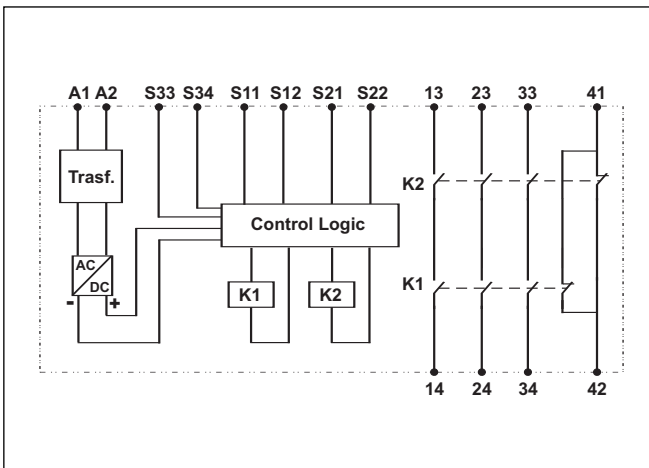 A1 A2 S33 S34 S11 S12 S21 S22 13 23 33 41
Trasf.
K2
Control Logic
AC
DC
- +
K1 K2
K1
14 24 34 42